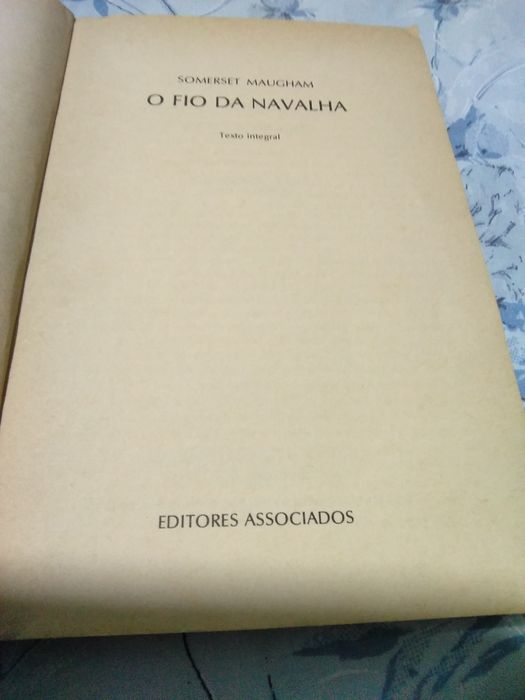 SOMERSET MAUGHAM
O FIO DA NAVALHA
Texto integral
EDITORES ASSOCIADOS